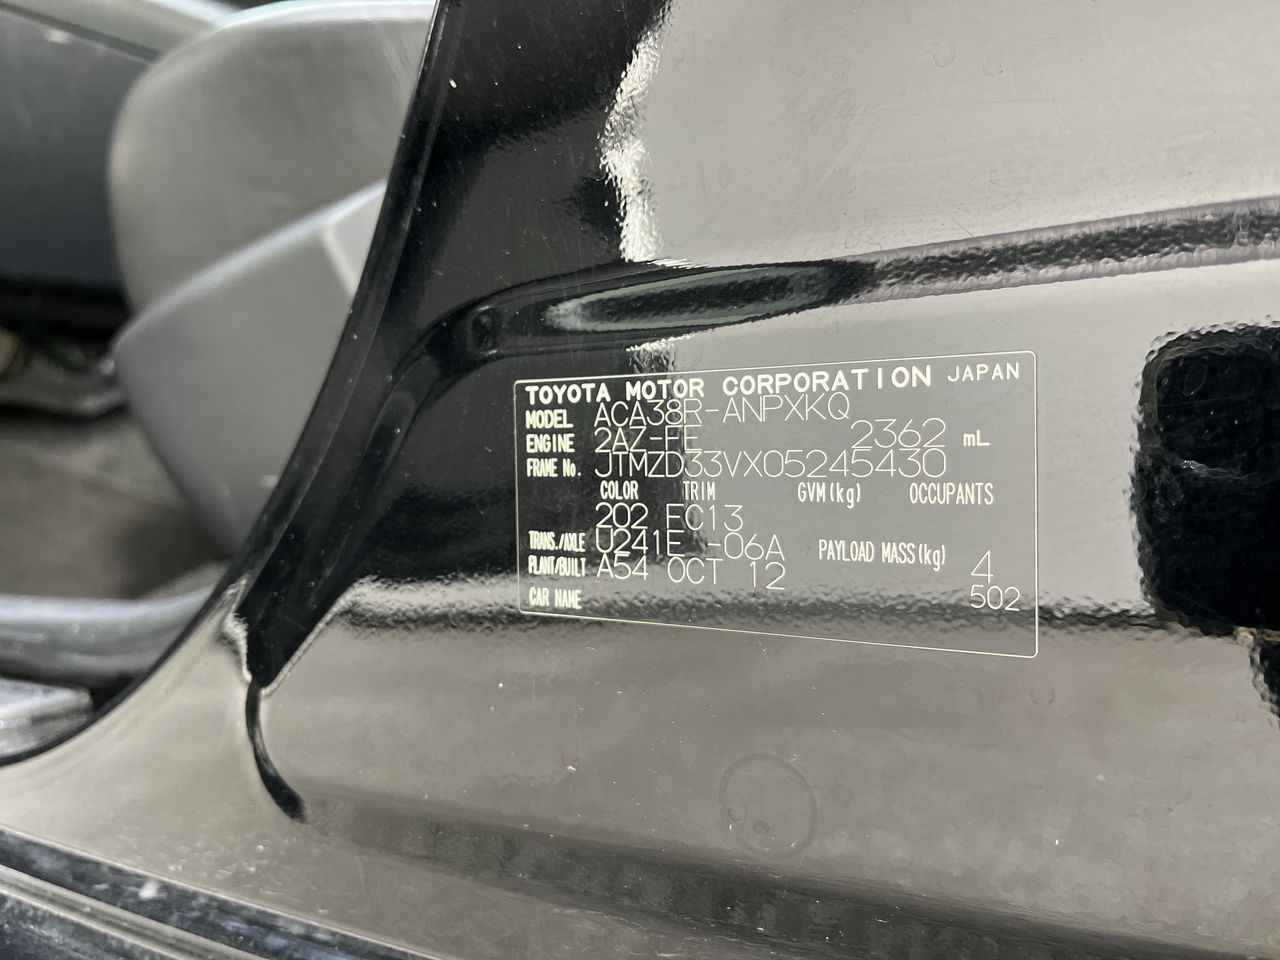 TOYOTA MOTOR CORPORATION JAPAN
MODEL ACA38R-ANPXKQ
ENGINE 2AZ-FE 2362 mL
FRAME No. JTMZD33VX05245430
COLOR TRIM GVM(kg) OCCUPANTS
202 EC13
TRANS./AXLE U241E -06A PAYLOAD MASS(kg) 4
PLANT/BUILT A54 OCT 12 502
CAR NAME